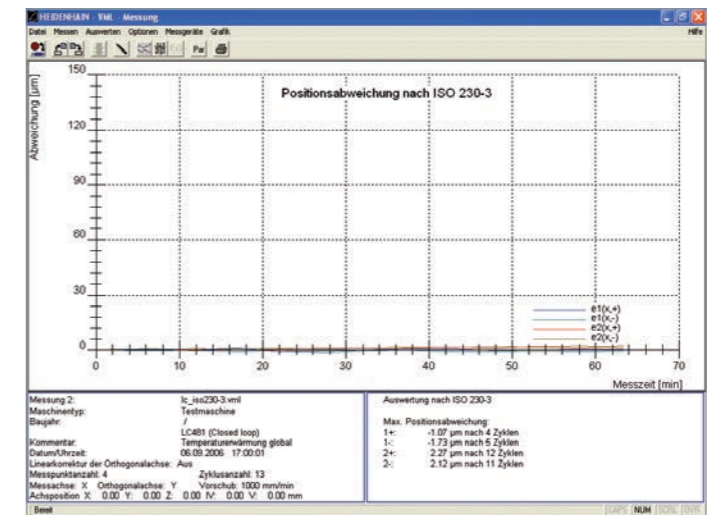 HEIDENHAIN - VML - Messung
Datei Messen Auswerten Optionen Messgeräte Grafik Hilfe
Par
Positionsabweichung nach ISO 230-3
Abweichung [µm]
150
120
90
60
30
0
0 10 20 30 40 50 60 70
Messzeit [min]
e1(x,+)
e1(x,-)
e2(x,+)
e2(x,-)
Messung 2: lc_iso230-3.vml
Maschinentyp: Testmaschine
Baujahr: /
LC481 (Closed loop)
Kommentar: Temperaturerwärmung global
Datum/Uhrzeit: 06.09.2006 17:00:01
Linearkorrektur der Orthogonalachse: Aus
Messpunktanzahl: 4 Zyklusanzahl: 13
Messachse: X Orthogonalachse: Y Vorschub: 1000 mm/min
Achsposition X: 0.00 Y: 0.00 Z: 0.00 IV: 0.00 V: 0.00 mm
Auswertung nach ISO 230-3
Max. Positionsabweichung:
1+: -1.07 µm nach 4 Zyklen
1-: -1.73 µm nach 5 Zyklen
2+: 2.27 µm nach 12 Zyklen
2-: 2.12 µm nach 11 Zyklen
Bereit CAPS NUM SCRL OVR